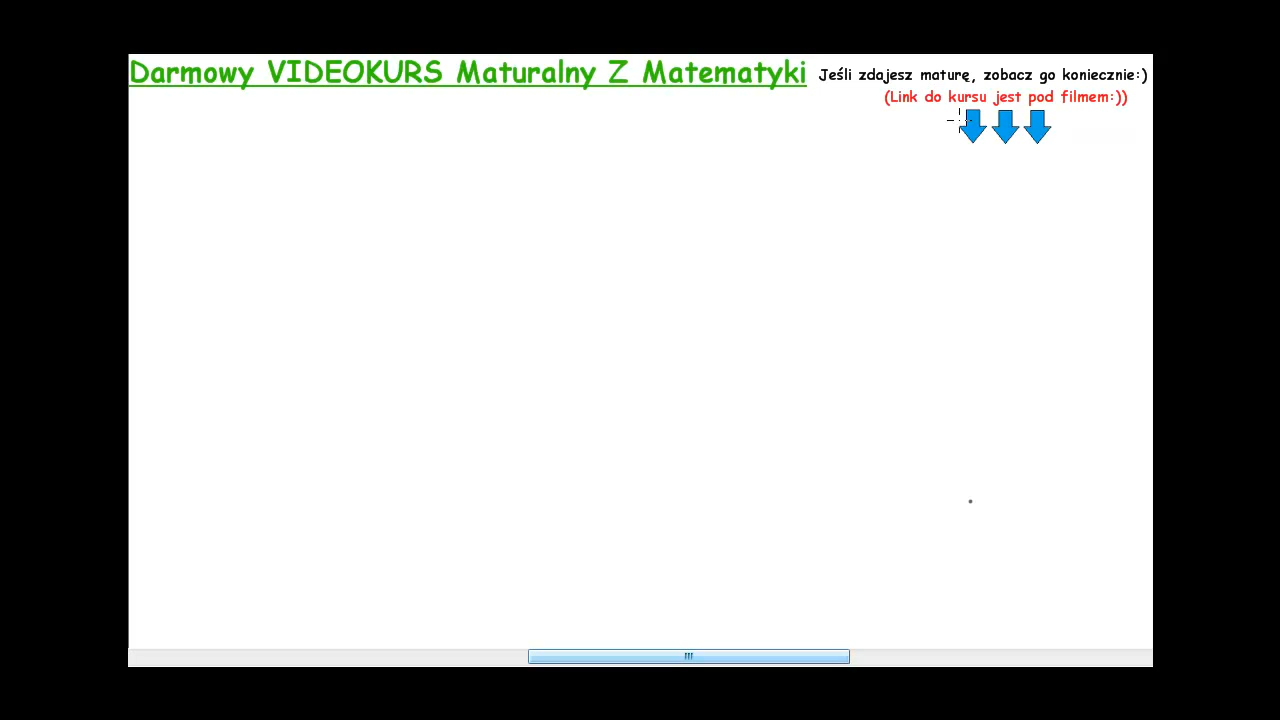 Darmowy VIDEOKURS Maturalny Z Matematyki Jeśli zdajesz maturę, zobacz go koniecznie:)
(Link do kursu jest pod filmem:))